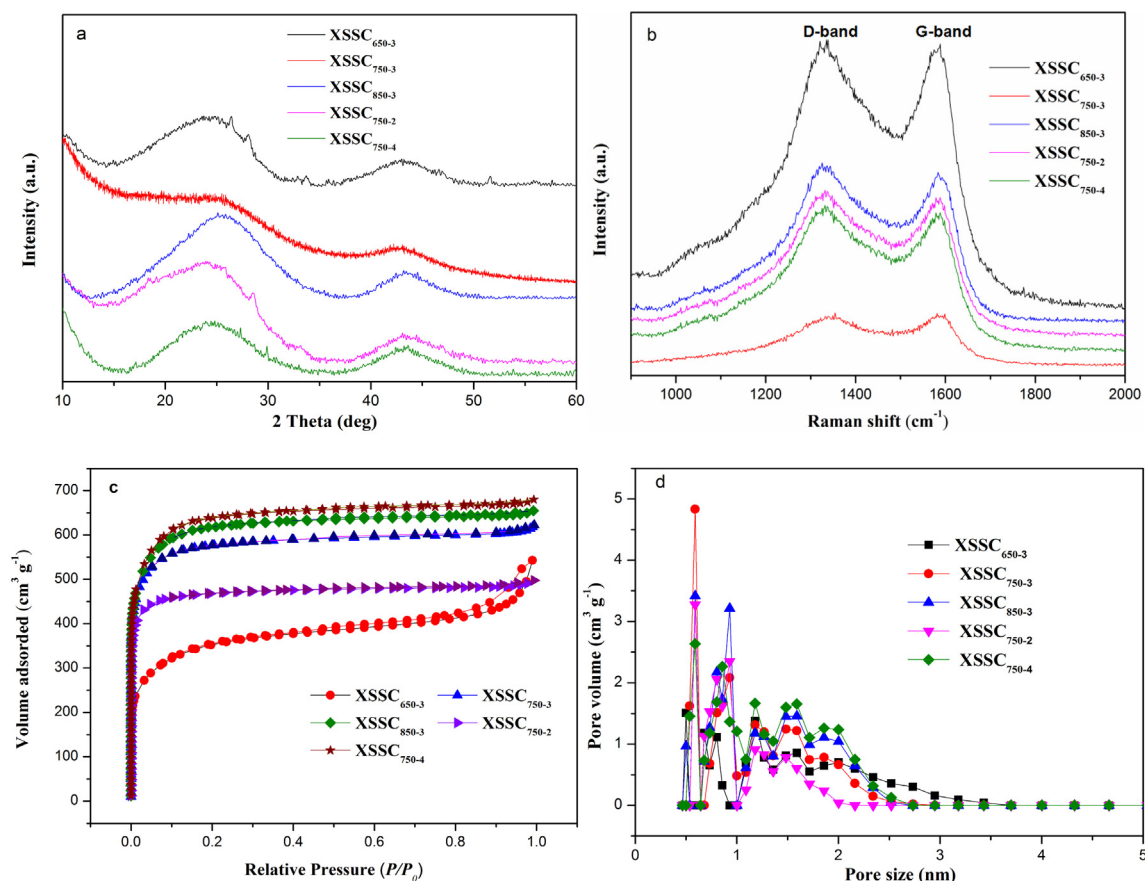 a
XSSC650-3
XSSC750-3
XSSC850-3
XSSC750-2
XSSC750-4
Intensity (a.u.)
10 20 30 40 50 60
2 Theta (deg)
b
D-band G-band
XSSC650-3
XSSC750-3
XSSC850-3
XSSC750-2
XSSC750-4
Intensity (a.u.)
1000 1200 1400 1600 1800 2000
Raman shift (cm-1)
c
700
600
500
400
300
200
100
0
Volume adsorbed (cm3 g-1)
XSSC650-3 XSSC750-3
XSSC850-3 XSSC750-2
XSSC750-4
0.0 0.2 0.4 0.6 0.8 1.0
Relative Pressure (P/P0)
d
5
4
3
2
1
0
Pore volume (cm3 g-1)
XSSC650-3
XSSC750-3
XSSC850-3
XSSC750-2
XSSC750-4
0 1 2 3 4 5
Pore size (nm)